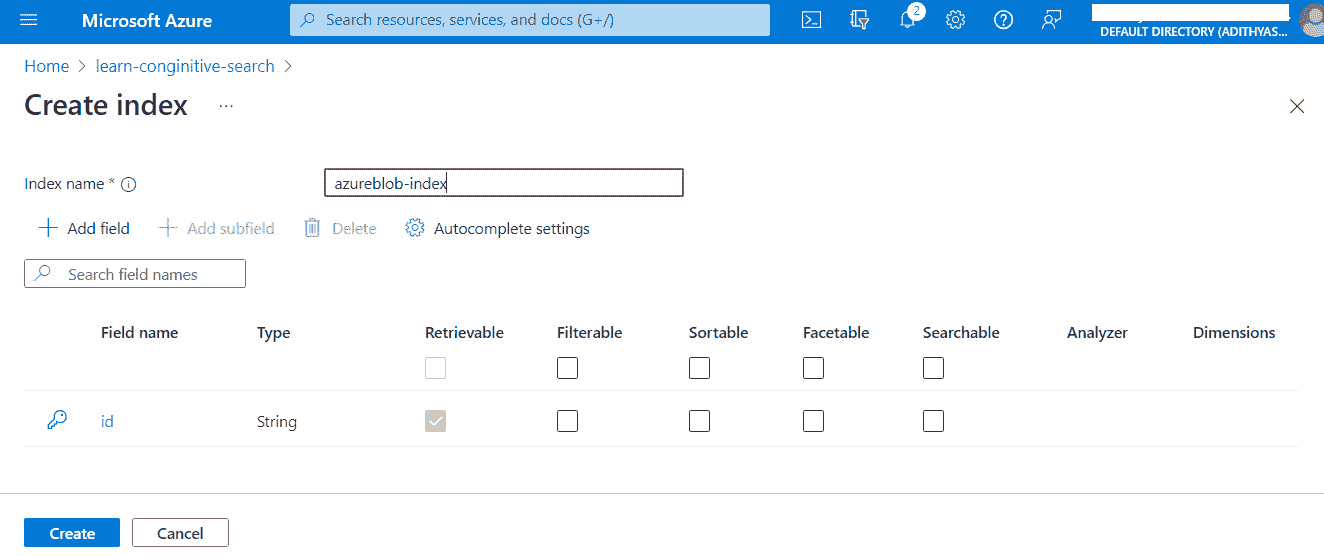 Microsoft Azure
Search resources, services, and docs (G+/)
2
DEFAULT DIRECTORY (ADITHYAS...
Home > learn-conginitive-search >
Create index ...
Index name *
azureblob-index
Add field
Add subfield
Delete
Autocomplete settings
Search field names
Field name Type Retrievable Filterable Sortable Facetable Searchable Analyzer Dimensions
id String
Create Cancel